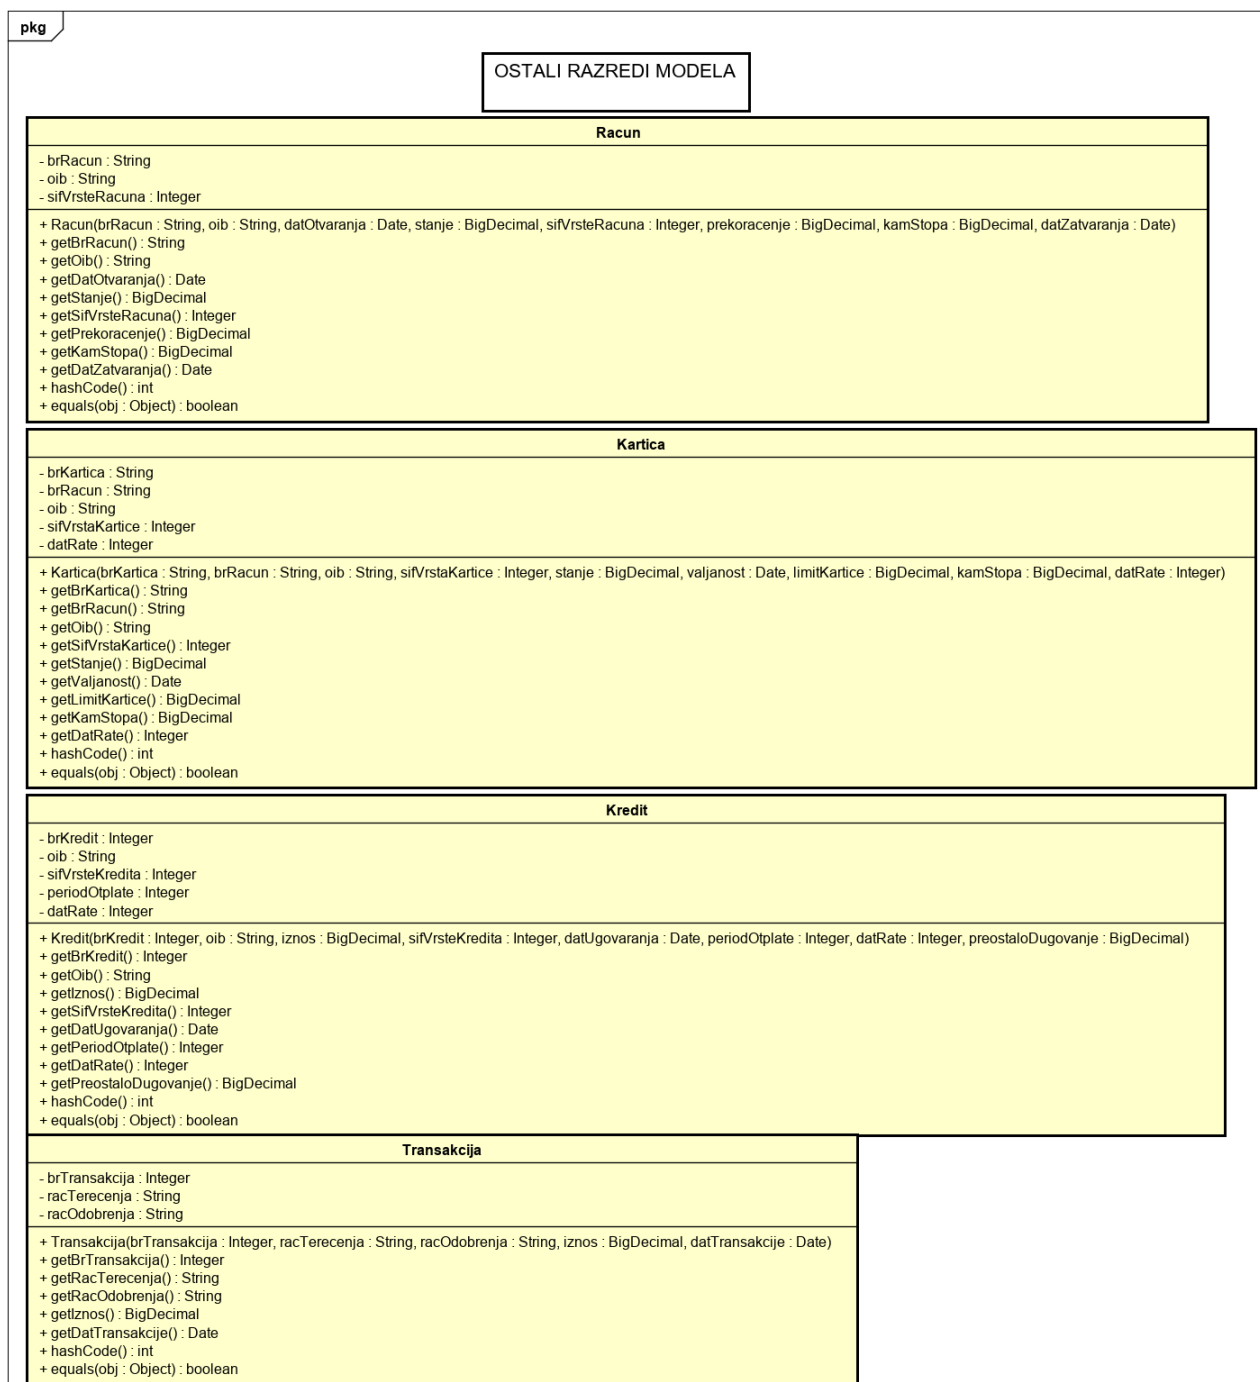 pkg
OSTALI RAZREDI MODELA
Racun
- brRacun : String
- oib : String
- sifVrsteRacuna : Integer
+ Racun(brRacun : String, oib : String, datOtvaranja : Date, stanje : BigDecimal, sifVrsteRacuna : Integer, prekoracenje : BigDecimal, kamStopa : BigDecimal, datZatvaranja : Date)
+ getBrRacun() : String
+ getOib() : String
+ getDatOtvaranja() : Date
+ getStanje() : BigDecimal
+ getSifVrsteRacuna() : Integer
+ getPrekoracenje() : BigDecimal
+ getKamStopa() : BigDecimal
+ getDatZatvaranja() : Date
+ hashCode() : int
+ equals(obj : Object) : boolean
Kartica
- brKartica : String
- brRacun : String
- oib : String
- sifVrstaKartice : Integer
- datRate : Integer
+ Kartica(brKartica : String, brRacun : String, oib : String, sifVrstaKartice : Integer, stanje : BigDecimal, valjanost : Date, limitKartice : BigDecimal, kamStopa : BigDecimal, datRate : Integer)
+ getBrKartica() : String
+ getBrRacun() : String
+ getOib() : String
+ getSifVrstaKartice() : Integer
+ getStanje() : BigDecimal
+ getValjanost() : Date
+ getLimitKartice() : BigDecimal
+ getKamStopa() : BigDecimal
+ getDatRate() : Integer
+ hashCode() : int
+ equals(obj : Object) : boolean
Kredit
- brKredit : Integer
- oib : String
- sifVrsteKredita : Integer
- periodOtplate : Integer
- datRate : Integer
+ Kredit(brKredit : Integer, oib : String, iznos : BigDecimal, sifVrsteKredita : Integer, datUgovaranja : Date, periodOtplate : Integer, datRate : Integer, preostaloDugovanje : BigDecimal)
+ getBrKredit() : Integer
+ getOib() : String
+ getIznos() : BigDecimal
+ getSifVrsteKredita() : Integer
+ getDatUgovaranja() : Date
+ getPeriodOtplate() : Integer
+ getDatRate() : Integer
+ getPreostaloDugovanje() : BigDecimal
+ hashCode() : int
+ equals(obj : Object) : boolean
Transakcija
- brTransakcija : Integer
- racTerecenja : String
- racOdobrenja : String
+ Transakcija(brTransakcija : Integer, racTerecenja : String, racOdobrenja : String, iznos : BigDecimal, datTransakcije : Date)
+ getBrTransakcija() : Integer
+ getRacTerecenja() : String
+ getRacOdobrenja() : String
+ getIznos() : BigDecimal
+ getDatTransakcije() : Date
+ hashCode() : int
+ equals(obj : Object) : boolean